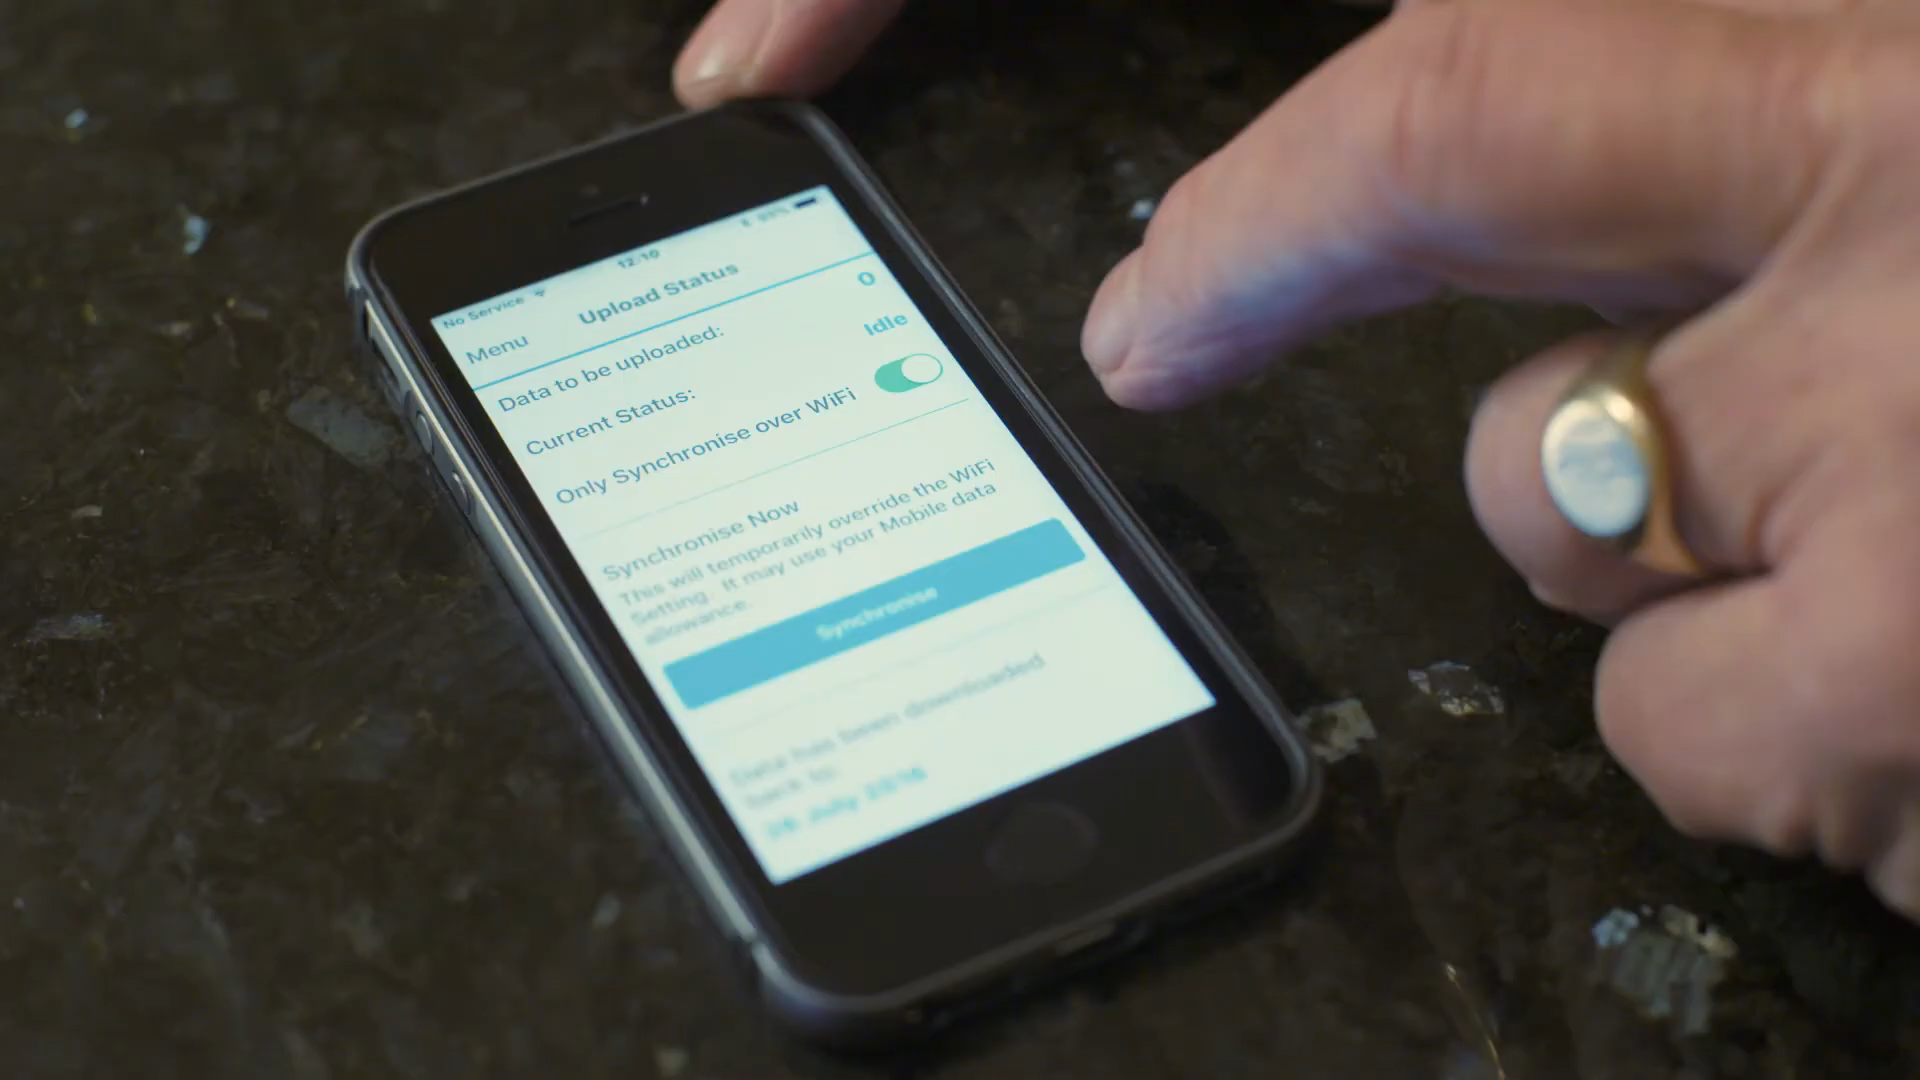 No Service 12:10
Menu Upload Status
Data to be uploaded: 0
Current Status: Idle
Only Synchronise over WiFi
Synchronise Now
This will temporarily override the WiFi
Setting. It may use your Mobile data
allowance.
Synchronise
Data has been downloaded
back to:
July